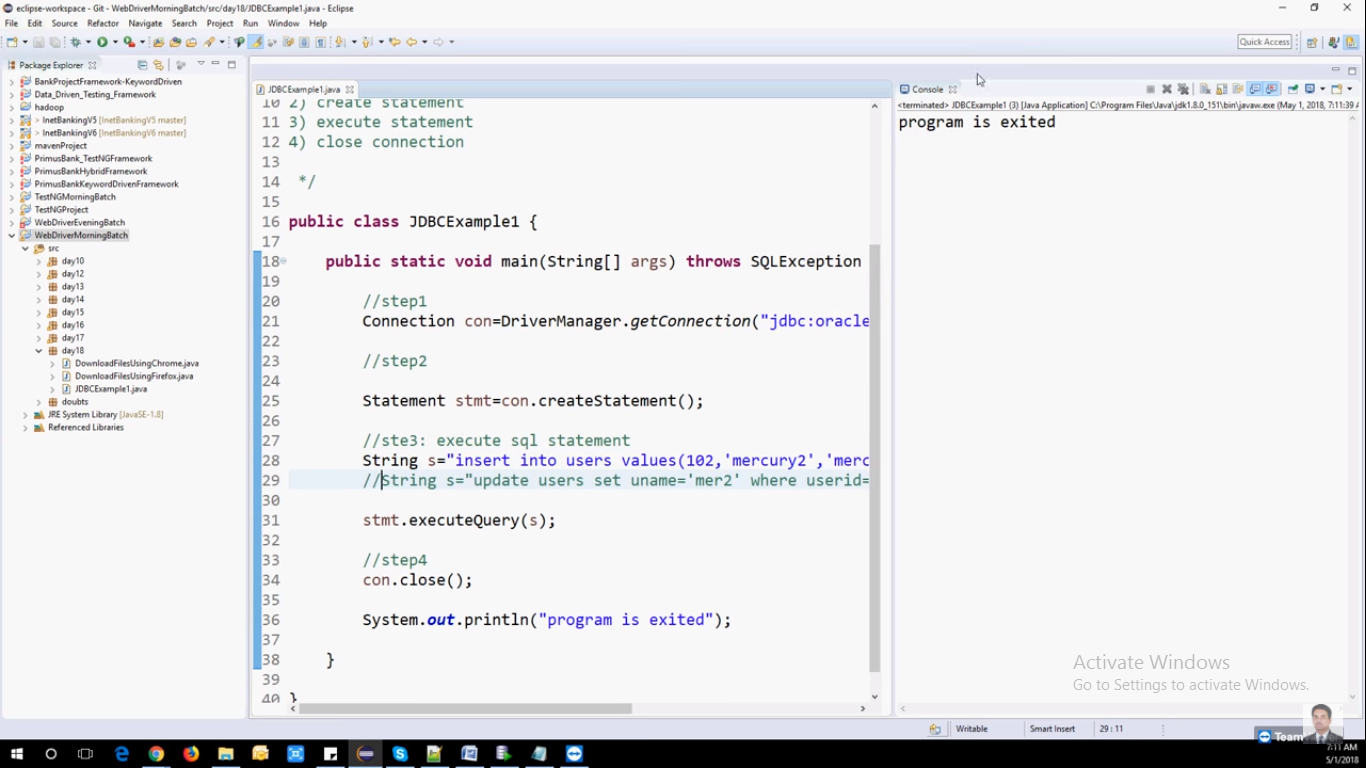 eclipse-workspace - Git - WebDriverMorningBatch/src/day18/JDBCExample1.java - Eclipse
File Edit Source Refactor Navigate Search Project Run Window Help
Quick Access
Package Explorer
BankProjectFramework-KeywordDriven
Data_Driven_Testing_Framework
hadoop
> InetBankingV5 [InetBankingV5 master]
> InetBankingV6 [InetBankingV6 master]
mavenProject
PrimusBank_TestNGFramework
PrimusBankHybridFramework
PrimusBankKeywordDrivenFramework
TestNGMorningBatch
TestNGProject
WebDriverEveningBatch
WebDriverMorningBatch
src
day10
day12
day13
day14
day15
day16
day17
day18
DownloadFilesUsingChrome.java
DownloadFilesUsingFirefox.java
JDBCExample1.java
doubts
JRE System Library [JavaSE-1.8]
Referenced Libraries
JDBCExample1.java
10 2) create statement
11 3) execute statement
12 4) close connection
13
14 */
15
16 public class JDBCExample1 {
17
18 public static void main(String[] args) throws SQLException
19
20 //step1
21 Connection con=DriverManager.getConnection("jdbc:oracle
22
23 //step2
24
25 Statement stmt=con.createStatement();
26
27 //ste3: execute sql statement
28 String s="insert into users values(102,'mercury2','merc
29 //String s="update users set uname='mer2' where userid=
30
31 stmt.executeQuery(s);
32
33 //step4
34 con.close();
35
36 System.out.println("program is exited");
37
38 }
39
40 }
Console
<terminated> JDBCExample1 (3) [Java Application] C:\Program Files\Java\jdk1.8.0_151\bin\javaw.exe (May 1, 2018, 7:11:39 A
program is exited
Activate Windows
Go to Settings to activate Windows.
Writable Smart Insert 29 : 11
7:11 AM
5/1/2018